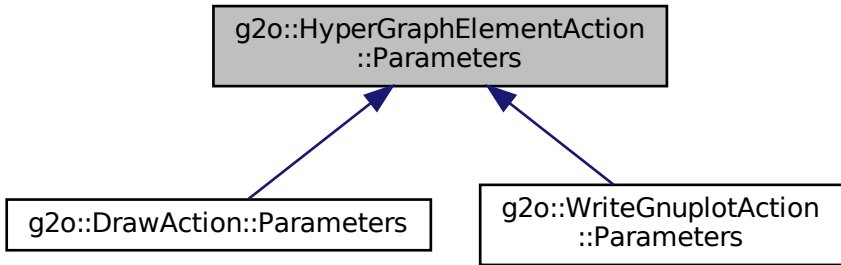 g2o::HyperGraphElementAction
::Parameters
g2o::DrawAction::Parameters
g2o::WriteGnuplotAction
::Parameters